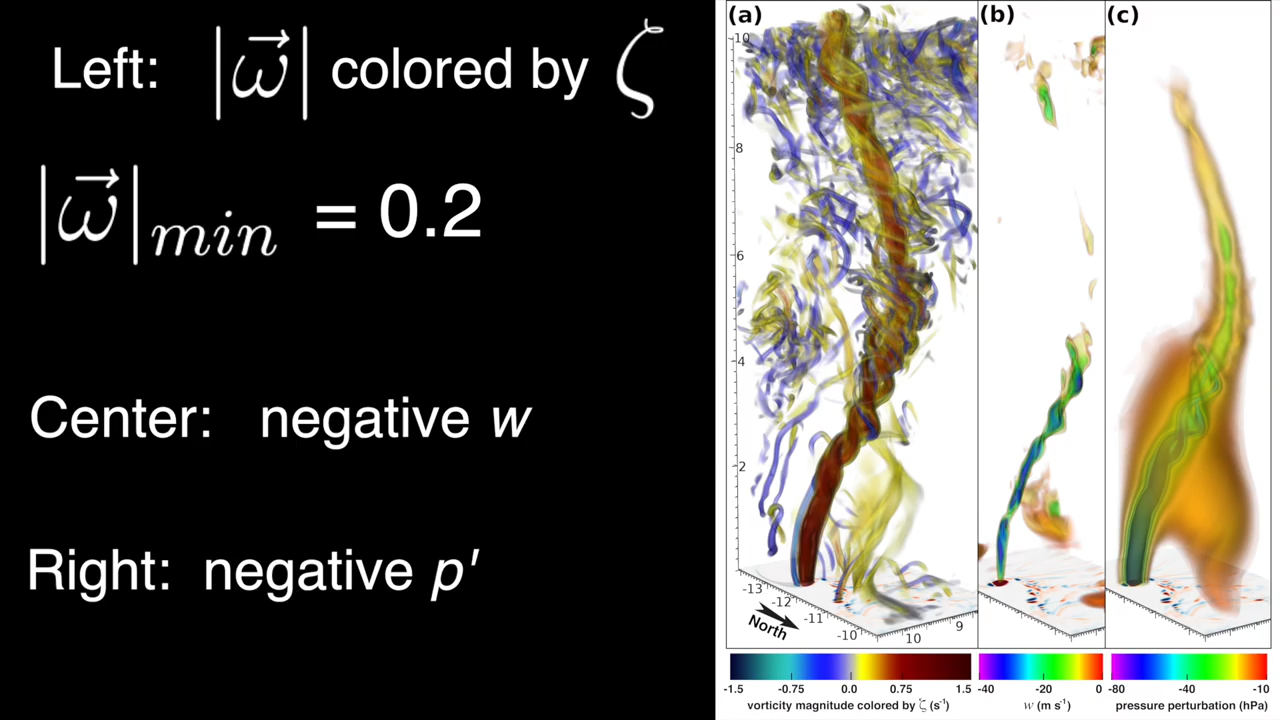 Left: |ω⃗| colored by ζ
|ω⃗|min = 0.2
Center: negative w
Right: negative p′
(a)
10
8
6
4
2
-13
-12
-11
-10
10
9
North
-1.5 -0.75 0.0 0.75 1.5
vorticity magnitude colored by ζ (s⁻¹)
(b)
-40 -20 0
w (m s⁻¹)
(c)
-80 -40 -10
pressure perturbation (hPa)